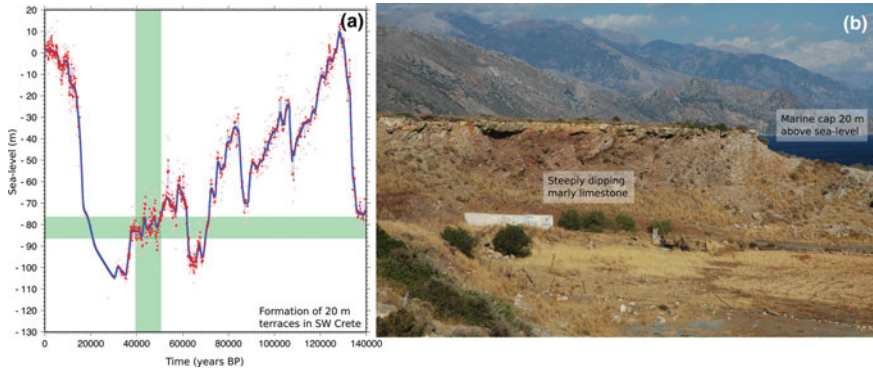 (a)
20
10
0
- 10
- 20
- 30
- 40
- 50
- 60
- 70
- 80
- 90
- 100
- 110
- 120
- 130
Sea-level (m)
Formation of 20 m
terraces in SW Crete
0 20000 40000 60000 80000 100000 120000 140000
Time (years BP)
(b)
Marine cap 20 m
above sea-level
Steeply dipping
marly limestone